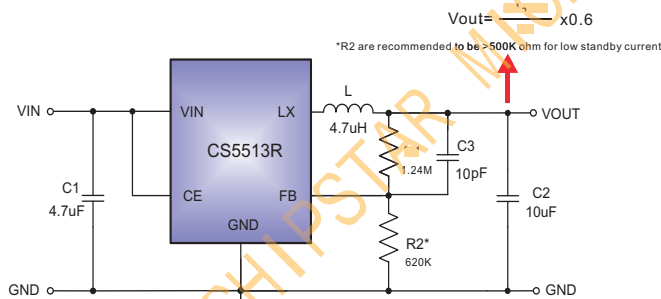 Vout= x0.6
*R2 are recommended to be >500K ohm for low standby current
L
VIN
VIN
LX
4.7uH
VOUT
CS5513R
C3
1.24M
10pF
C1
4.7uF
CE
FB
C2
10uF
GND
R2*
620K
GND
GND
CHIPSTAR